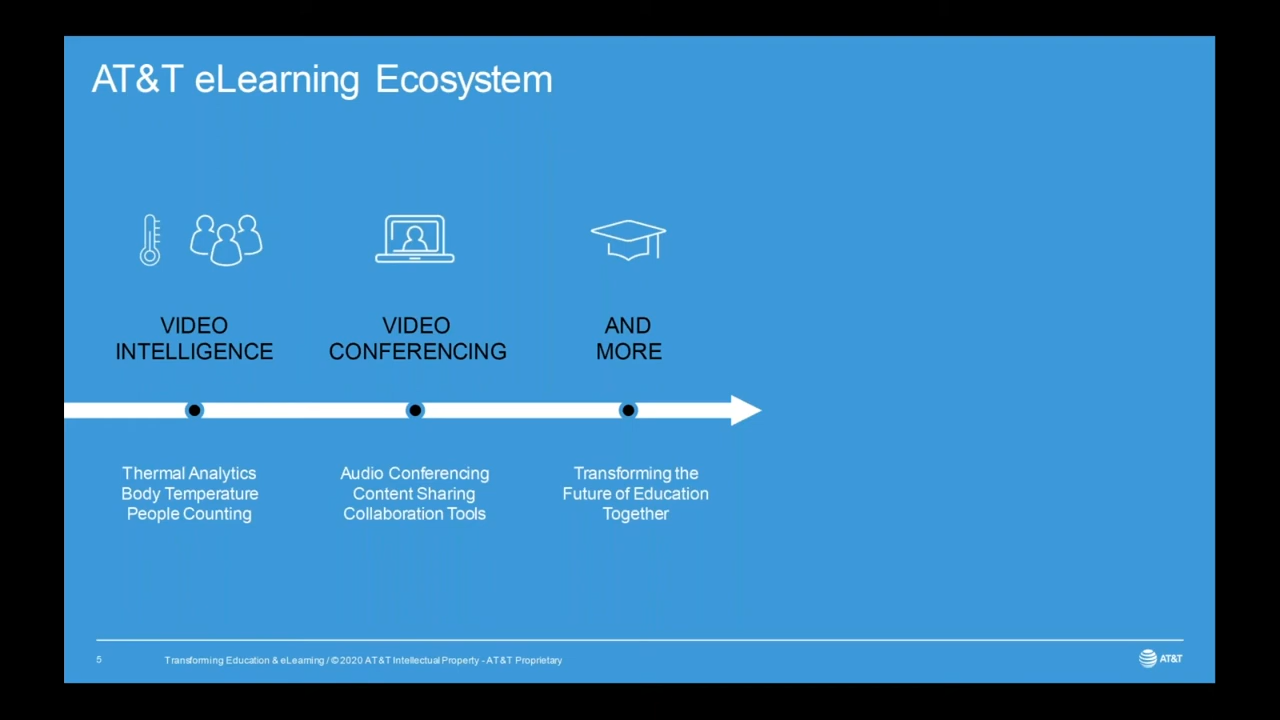 AT&T eLearning Ecosystem
VIDEO
INTELLIGENCE
VIDEO
CONFERENCING
AND
MORE
Thermal Analytics
Body Temperature
People Counting
Audio Conferencing
Content Sharing
Collaboration Tools
Transforming the
Future of Education
Together
5
Transforming Education & eLearning / © 2020 AT&T Intellectual Property - AT&T Proprietary
AT&T